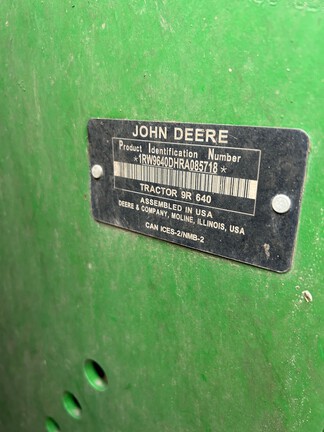 JOHN DEERE
Product Identification Number
*1RW9640DHRA085718*
TRACTOR 9R 640
ASSEMBLED IN USA
DEERE & COMPANY, MOLINE, ILLINOIS, USA
CAN ICES-2/NMB-2